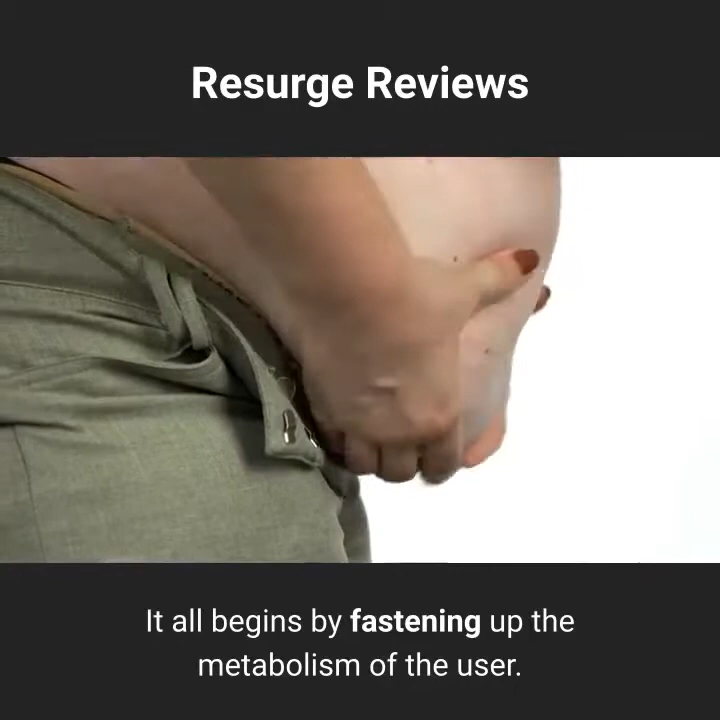 Resurge Reviews
It all begins by fastening up the
metabolism of the user.